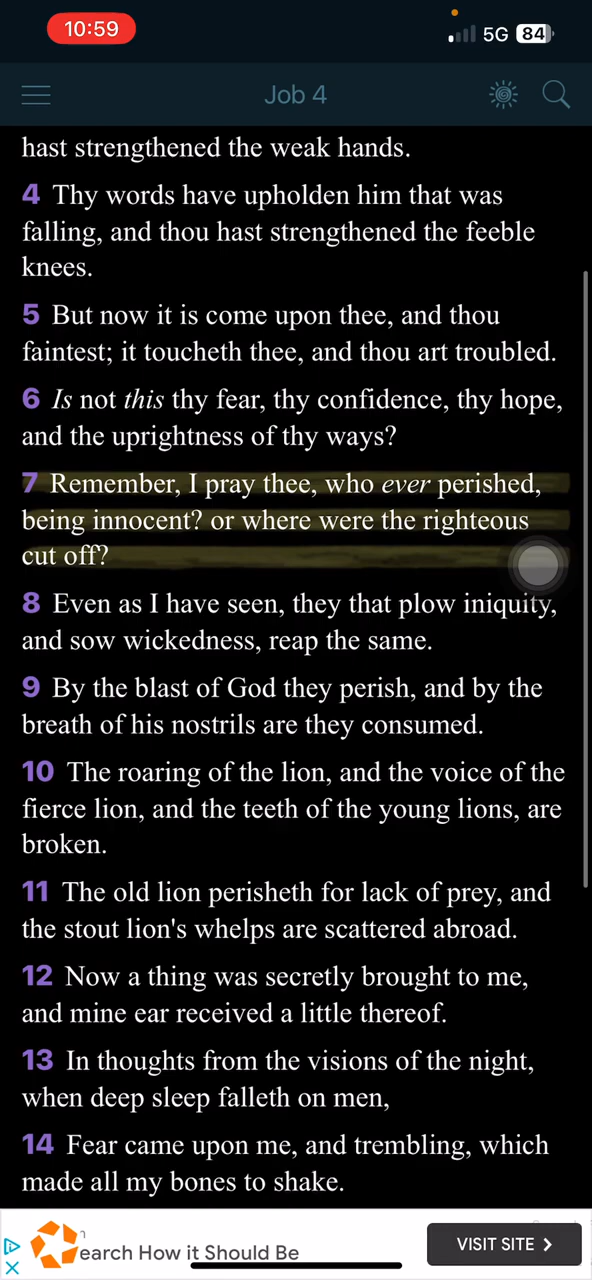 10:59
5G 84
Job 4
hast strengthened the weak hands.
4 Thy words have upholden him that was
falling, and thou hast strengthened the feeble
knees.
5 But now it is come upon thee, and thou
faintest; it toucheth thee, and thou art troubled.
6 Is not this thy fear, thy confidence, thy hope,
and the uprightness of thy ways?
7 Remember, I pray thee, who ever perished,
being innocent? or where were the righteous
cut off?
8 Even as I have seen, they that plow iniquity,
and sow wickedness, reap the same.
9 By the blast of God they perish, and by the
breath of his nostrils are they consumed.
10 The roaring of the lion, and the voice of the
fierce lion, and the teeth of the young lions, are
broken.
11 The old lion perisheth for lack of prey, and
the stout lion's whelps are scattered abroad.
12 Now a thing was secretly brought to me,
and mine ear received a little thereof.
13 In thoughts from the visions of the night,
when deep sleep falleth on men,
14 Fear came upon me, and trembling, which
made all my bones to shake.
n
earch How it Should Be
VISIT SITE